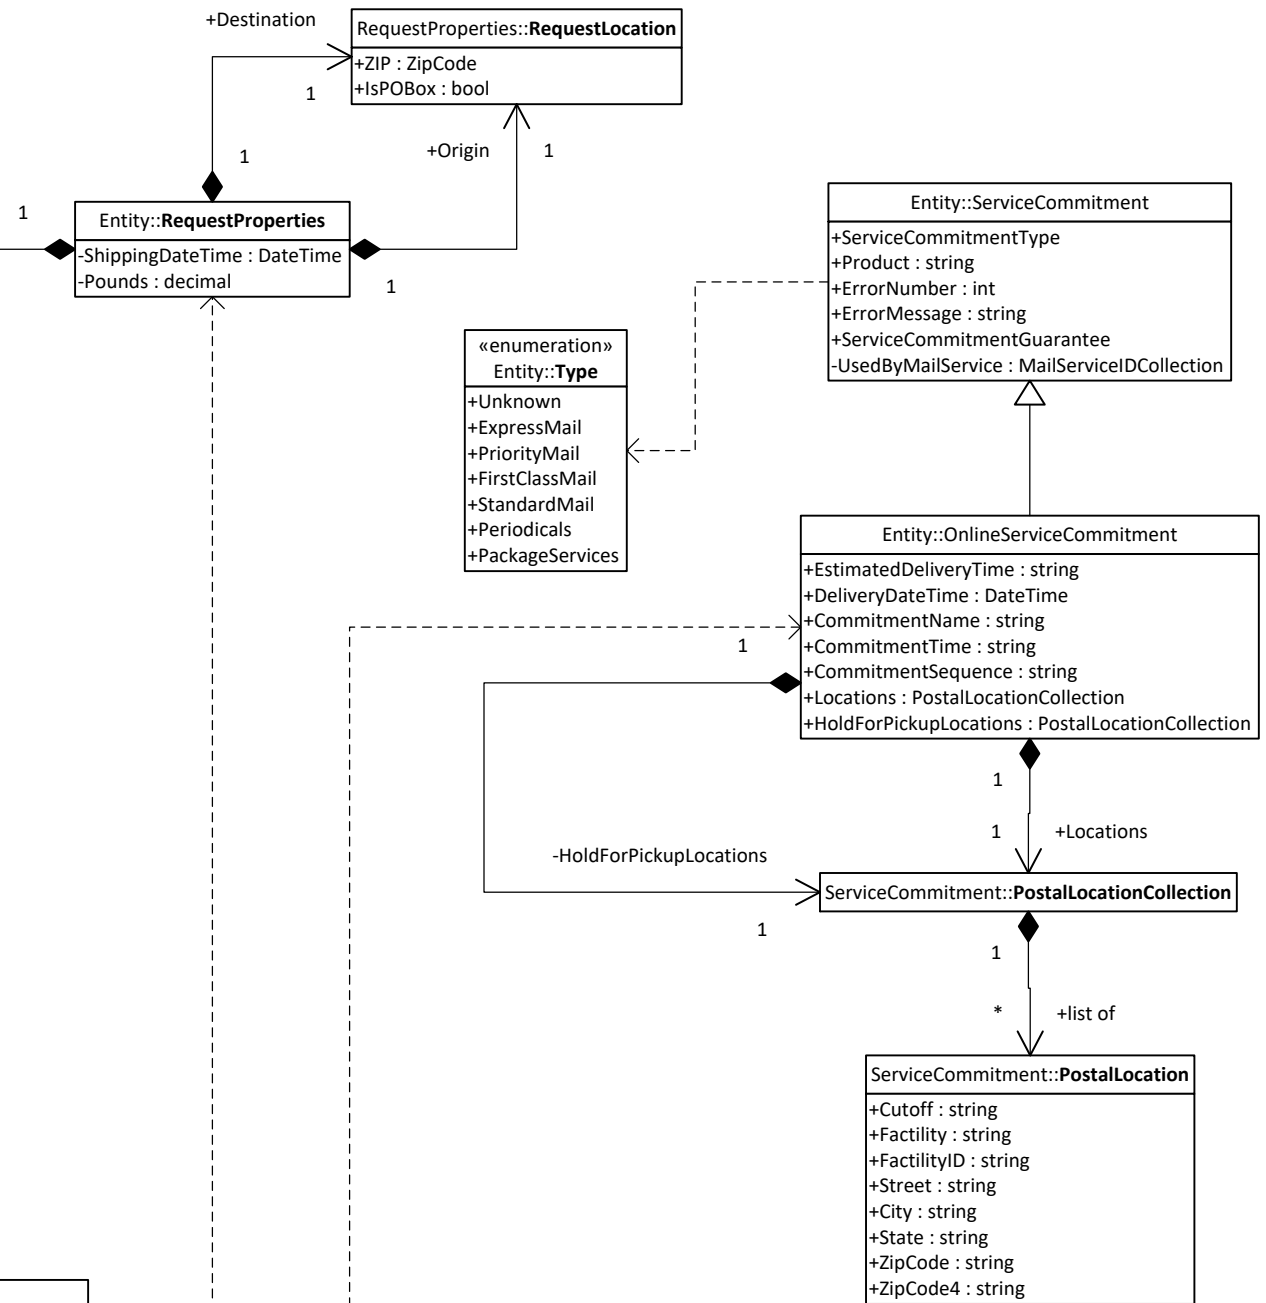 +Destination
RequestProperties::RequestLocation
+ZIP : ZipCode
+IsPOBox : bool
1
1
+Origin
1
1
Entity::RequestProperties
-ShippingDateTime : DateTime
-Pounds : decimal
1
Entity::ServiceCommitment
+ServiceCommitmentType
+Product : string
+ErrorNumber : int
+ErrorMessage : string
+ServiceCommitmentGuarantee
-UsedByMailService : MailServiceIDCollection
«enumeration»
Entity::Type
+Unknown
+ExpressMail
+PriorityMail
+FirstClassMail
+StandardMail
+Periodicals
+PackageServices
Entity::OnlineServiceCommitment
+EstimatedDeliveryTime : string
+DeliveryDateTime : DateTime
+CommitmentName : string
+CommitmentTime : string
+CommitmentSequence : string
+Locations : PostalLocationCollection
+HoldForPickupLocations : PostalLocationCollection
1
1
1
+Locations
-HoldForPickupLocations
1
ServiceCommitment::PostalLocationCollection
1
*
+list of
ServiceCommitment::PostalLocation
+Cutoff : string
+Factility : string
+FactilityID : string
+Street : string
+City : string
+State : string
+ZipCode : string
+ZipCode4 : string